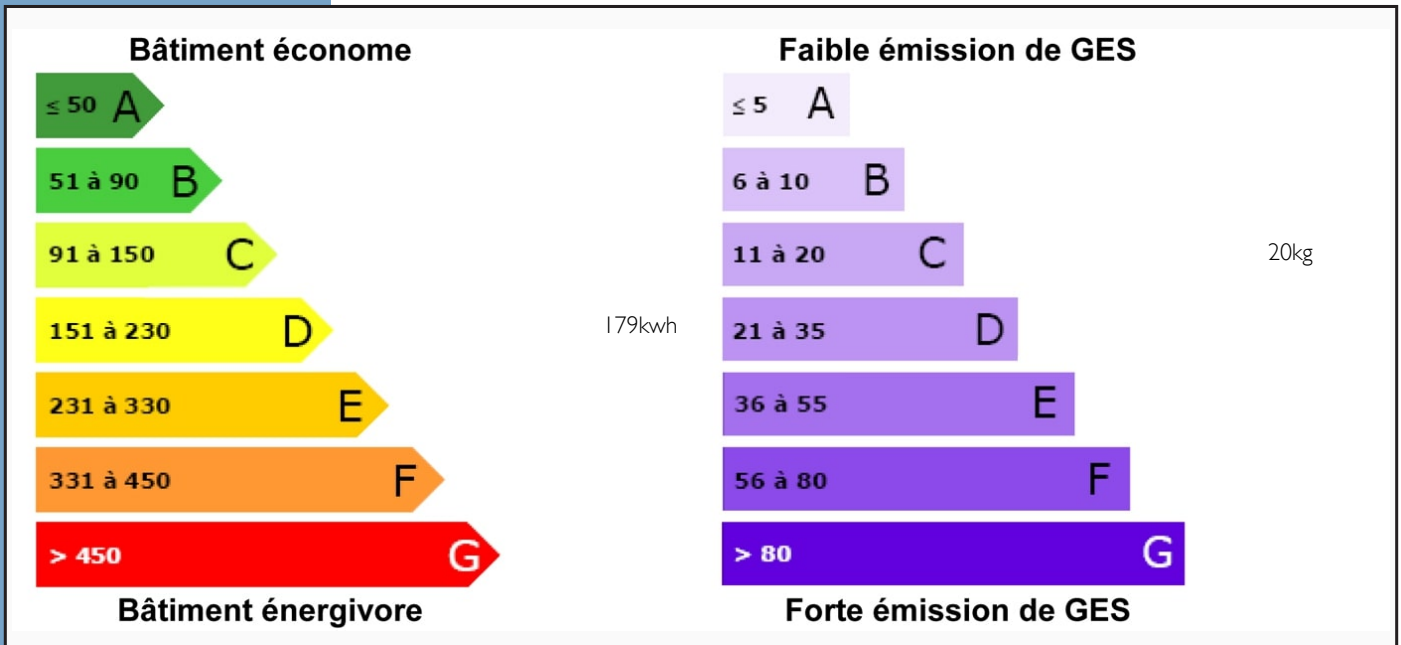 Bâtiment économe
≤ 50 A
51 à 90 B
91 à 150 C
151 à 230 D
179kwh
231 à 330 E
331 à 450 F
> 450 G
Bâtiment énergivore
Faible émission de GES
≤ 5 A
6 à 10 B
11 à 20 C
20kg
21 à 35 D
36 à 55 E
56 à 80 F
> 80 G
Forte émission de GES